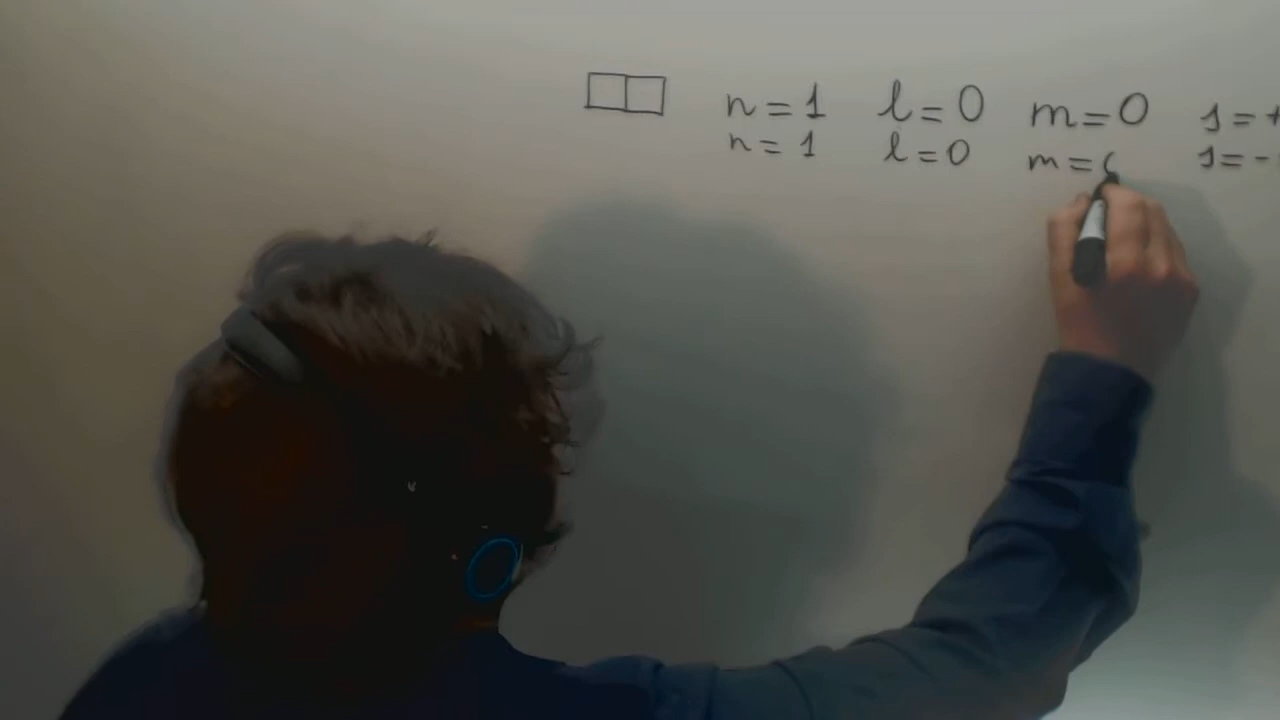 n=1 l=0 m=0 s=+
n=1 l=0 m= s=-